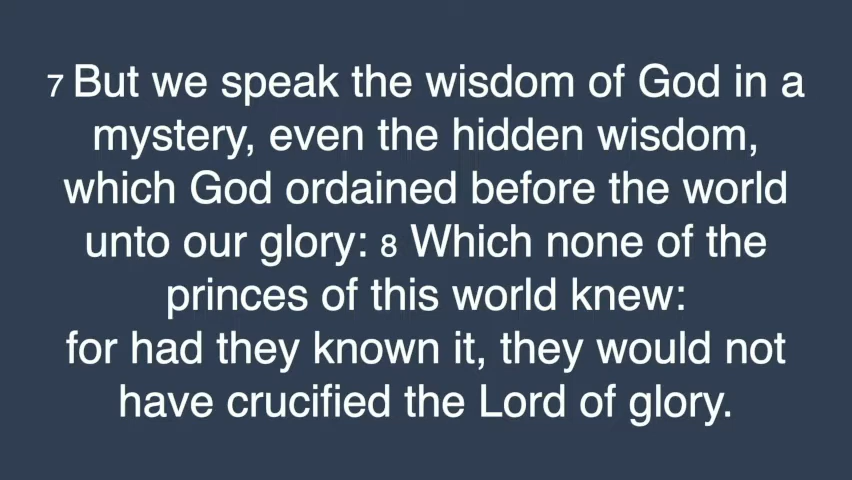 7 But we speak the wisdom of God in a
mystery, even the hidden wisdom,
which God ordained before the world
unto our glory: 8 Which none of the
princes of this world knew:
for had they known it, they would not
have crucified the Lord of glory.